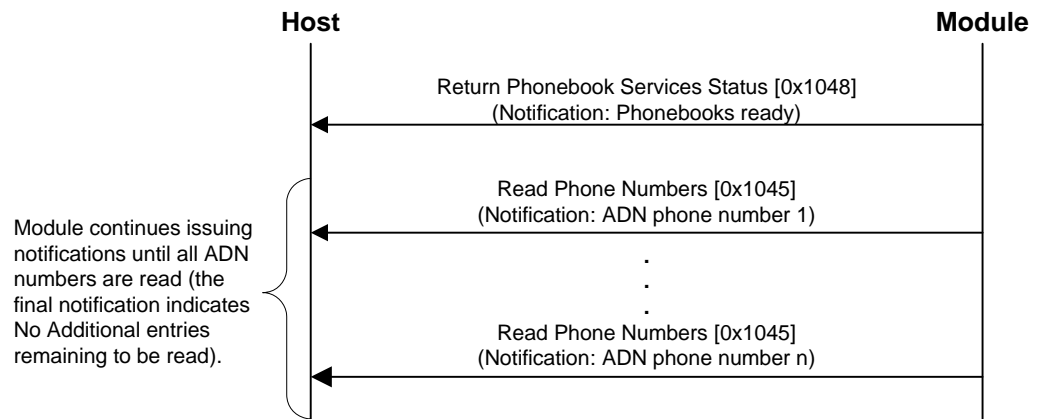 Host
Module
Return Phonebook Services Status [0x1048]
(Notification: Phonebooks ready)
Read Phone Numbers [0x1045]
(Notification: ADN phone number 1)
Module continues issuing
notifications until all ADN
numbers are read (the
final notification indicates
No Additional entries
remaining to be read).
.
.
.
Read Phone Numbers [0x1045]
(Notification: ADN phone number n)